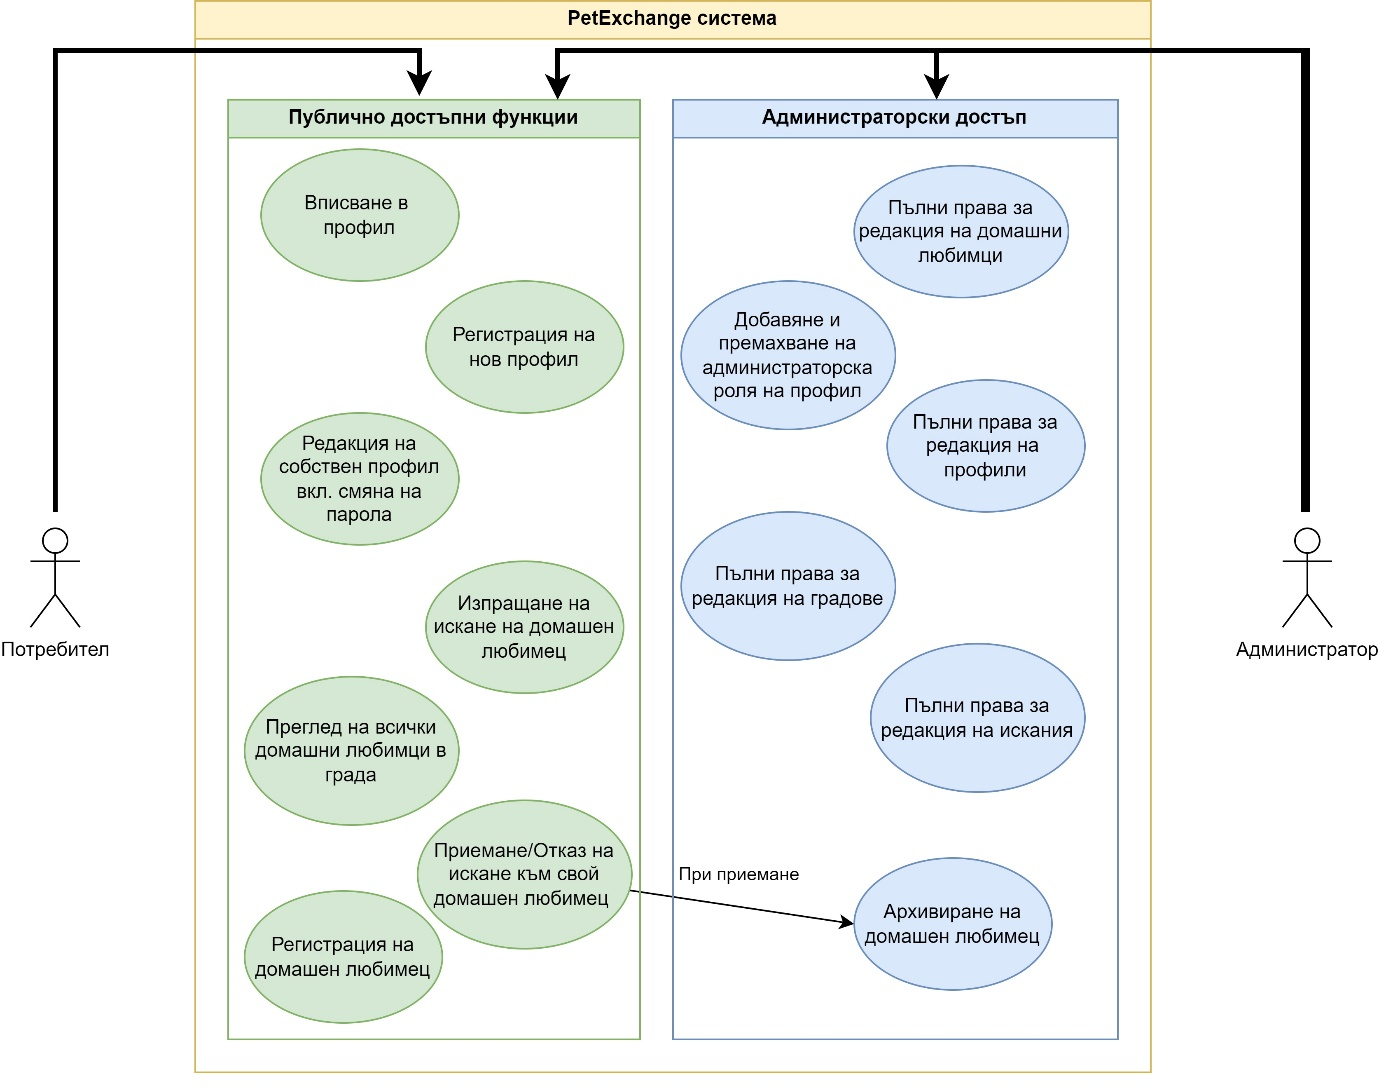 PetExchange система
Публично достъпни функции
Вписване в
профил
Регистрация на
нов профил
Редакция на
собствен профил
вкл. смяна на
парола
Изпращане на
искане на домашен
любимец
Преглед на всички
домашни любимци в
града
Приемане/Отказ на
искане към свой
домашен любимец
Регистрация на
домашен любимец
При приемане
Администраторски достъп
Пълни права за
редакция на домашни
любимци
Добавяне и
премахване на
администраторска
роля на профил
Пълни права за
редакция на
профили
Пълни права за
редакция на градове
Пълни права за
редакция на искания
Архивиране на
домашен любимец
Потребител
Администратор